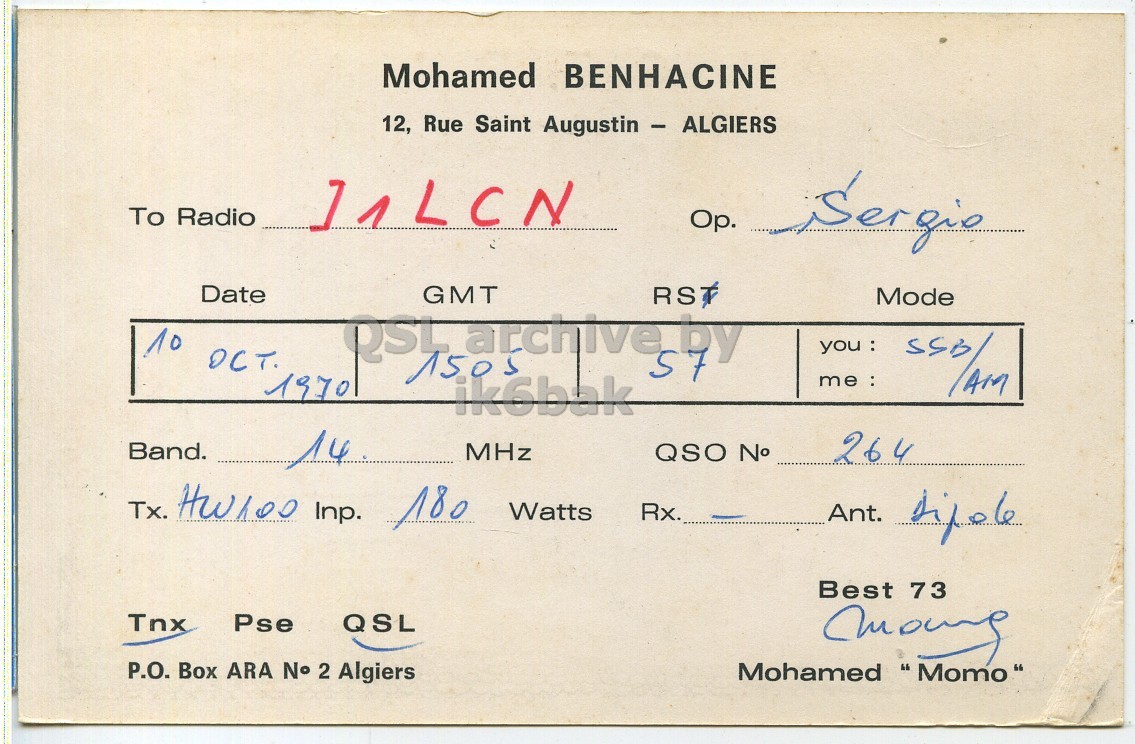 Mohamed BENHACINE
12, Rue Saint Augustin – ALGIERS
To Radio I1LCN Op. Sergio
Date GMT RST Mode
10 OCT. 1970 1505 57 you : SSB/
me : /AM
QSL archive by
ik6bak
Band. 14. MHz QSO No 264
Tx. HW100 Inp. 180 Watts Rx. – Ant. Dipole
Best 73
Tnx Pse QSL
P.O. Box ARA No 2 Algiers Mohamed "Momo"